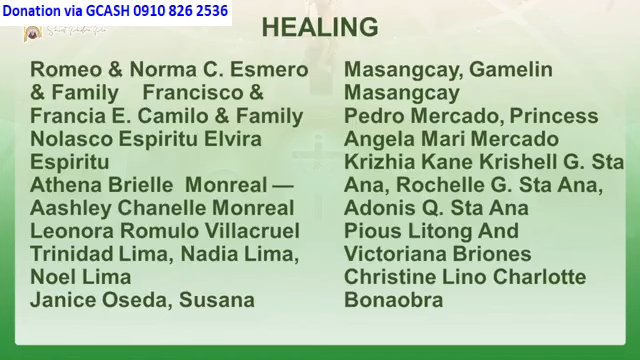 Donation via GCASH 0910 826 2536
HEALING
Romeo & Norma C. Esmero
& Family Francisco &
Francia E. Camilo & Family
Nolasco Espiritu Elvira
Espiritu
Athena Brielle Monreal —
Aashley Chanelle Monreal
Leonora Romulo Villacruel
Trinidad Lima, Nadia Lima,
Noel Lima
Janice Oseda, Susana
Masangcay, Gamelin
Masangcay
Pedro Mercado, Princess
Angela Mari Mercado
Krizhia Kane Krishell G. Sta
Ana, Rochelle G. Sta Ana,
Adonis Q. Sta Ana
Pious Litong And
Victoriana Briones
Christine Lino Charlotte
Bonaobra